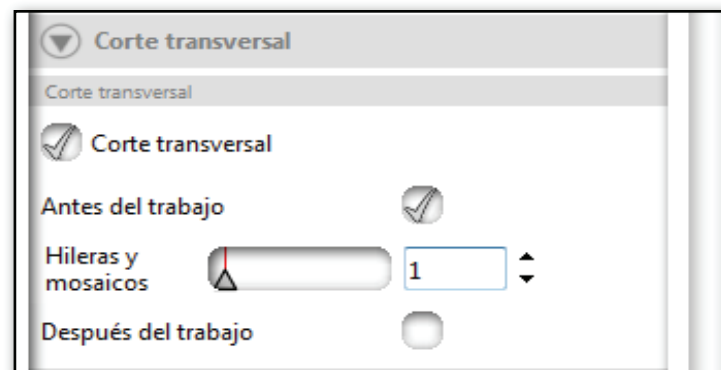 Corte transversal
Corte transversal
Corte transversal
Antes del trabajo
Hileras y
mosaicos
1
Después del trabajo